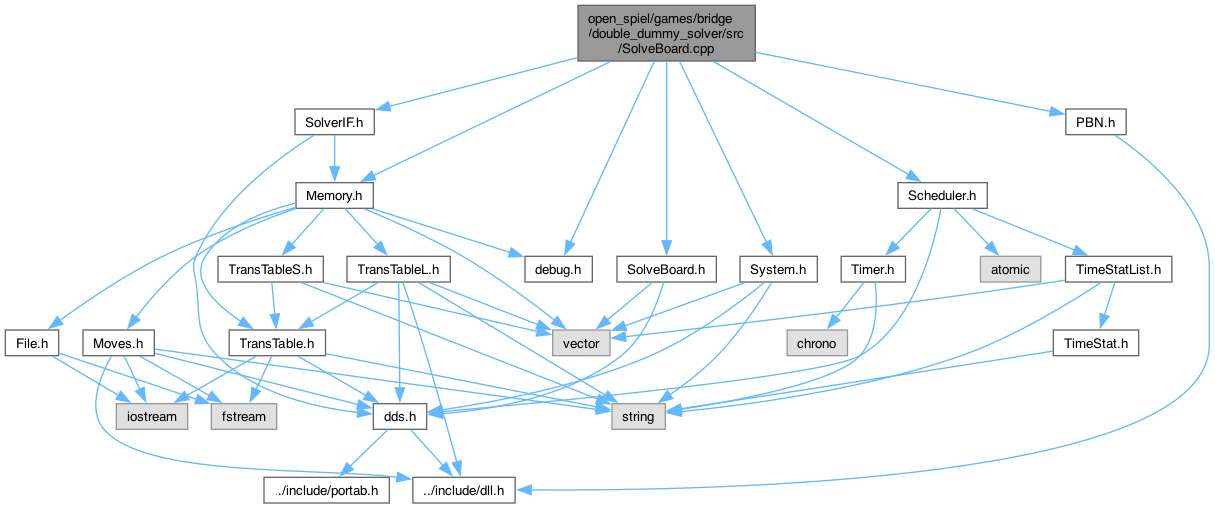 open_spiel/games/bridge
/double_dummy_solver/src
/SolveBoard.cpp
SolverIF.h
PBN.h
Memory.h
Scheduler.h
TransTableS.h
TransTableL.h
debug.h
SolveBoard.h
System.h
Timer.h
atomic
TimeStatList.h
File.h
Moves.h
TransTable.h
vector
chrono
TimeStat.h
iostream
fstream
dds.h
string
../include/portab.h
../include/dll.h